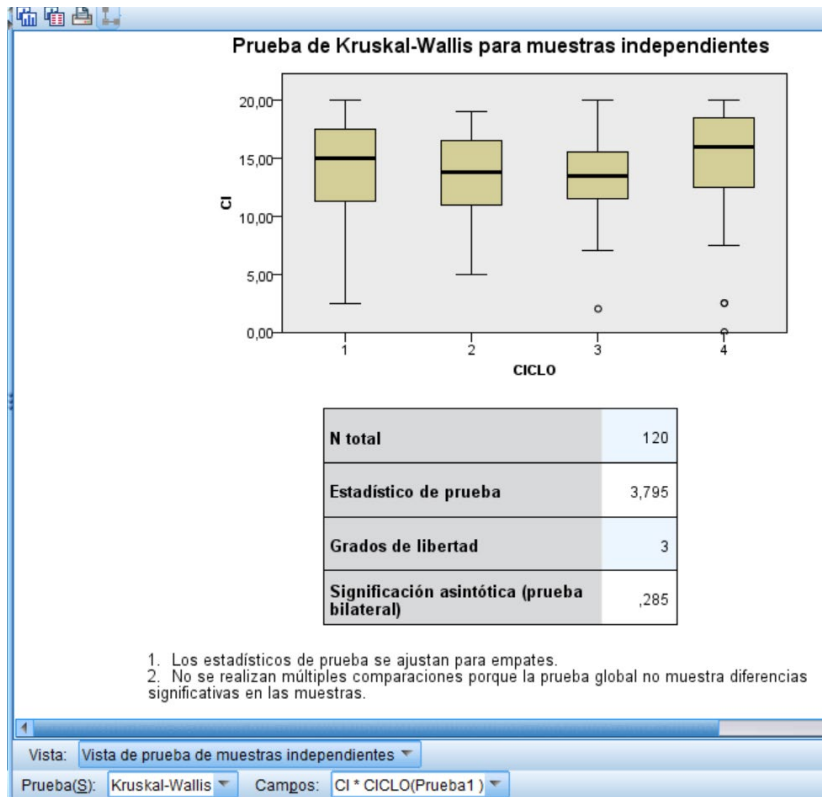 Prueba de Kruskal-Wallis para muestras independientes
20,00
15,00
10,00
5,00
0,00
CI
1 2 3 4
CICLO
N total 120
Estadístico de prueba 3,795
Grados de libertad 3
Significación asintótica (prueba
bilateral) ,285
1. Los estadísticos de prueba se ajustan para empates.
2. No se realizan múltiples comparaciones porque la prueba global no muestra diferencias
significativas en las muestras.
Vista: Vista de prueba de muestras independientes
Prueba(S): Kruskal-Wallis Campos: CI * CICLO(Prueba1 )